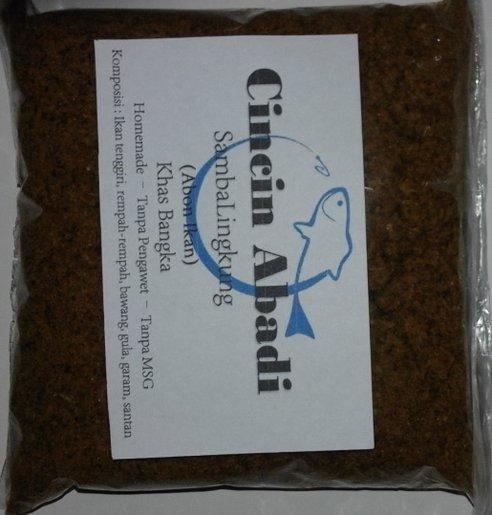 Cincin Abadi
SambaLingkung
(Abon Ikan)
Khas Bangka
Homemade – Tanpa Pengawet – Tanpa MSG
Komposisi : Ikan tenggiri, rempah-rempah, bawang, gula, garam, santan